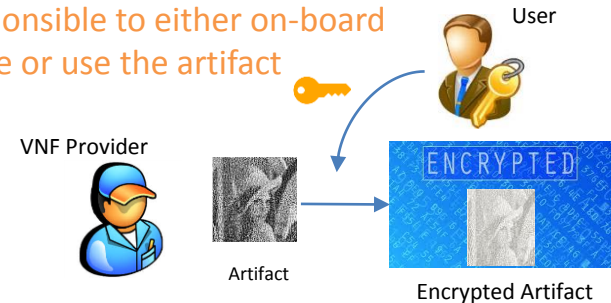 onsible to either on-board
e or use the artifact
User
VNF Provider
ENCRYPTED
Artifact
Encrypted Artifact